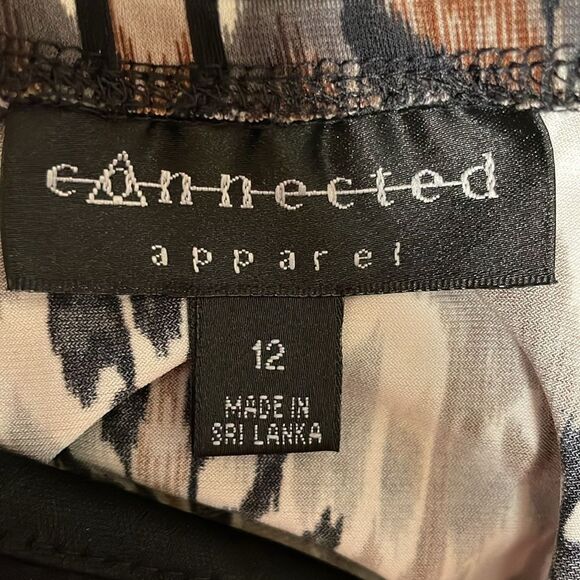 connected
apparel
12
MADE IN
SRI LANKA